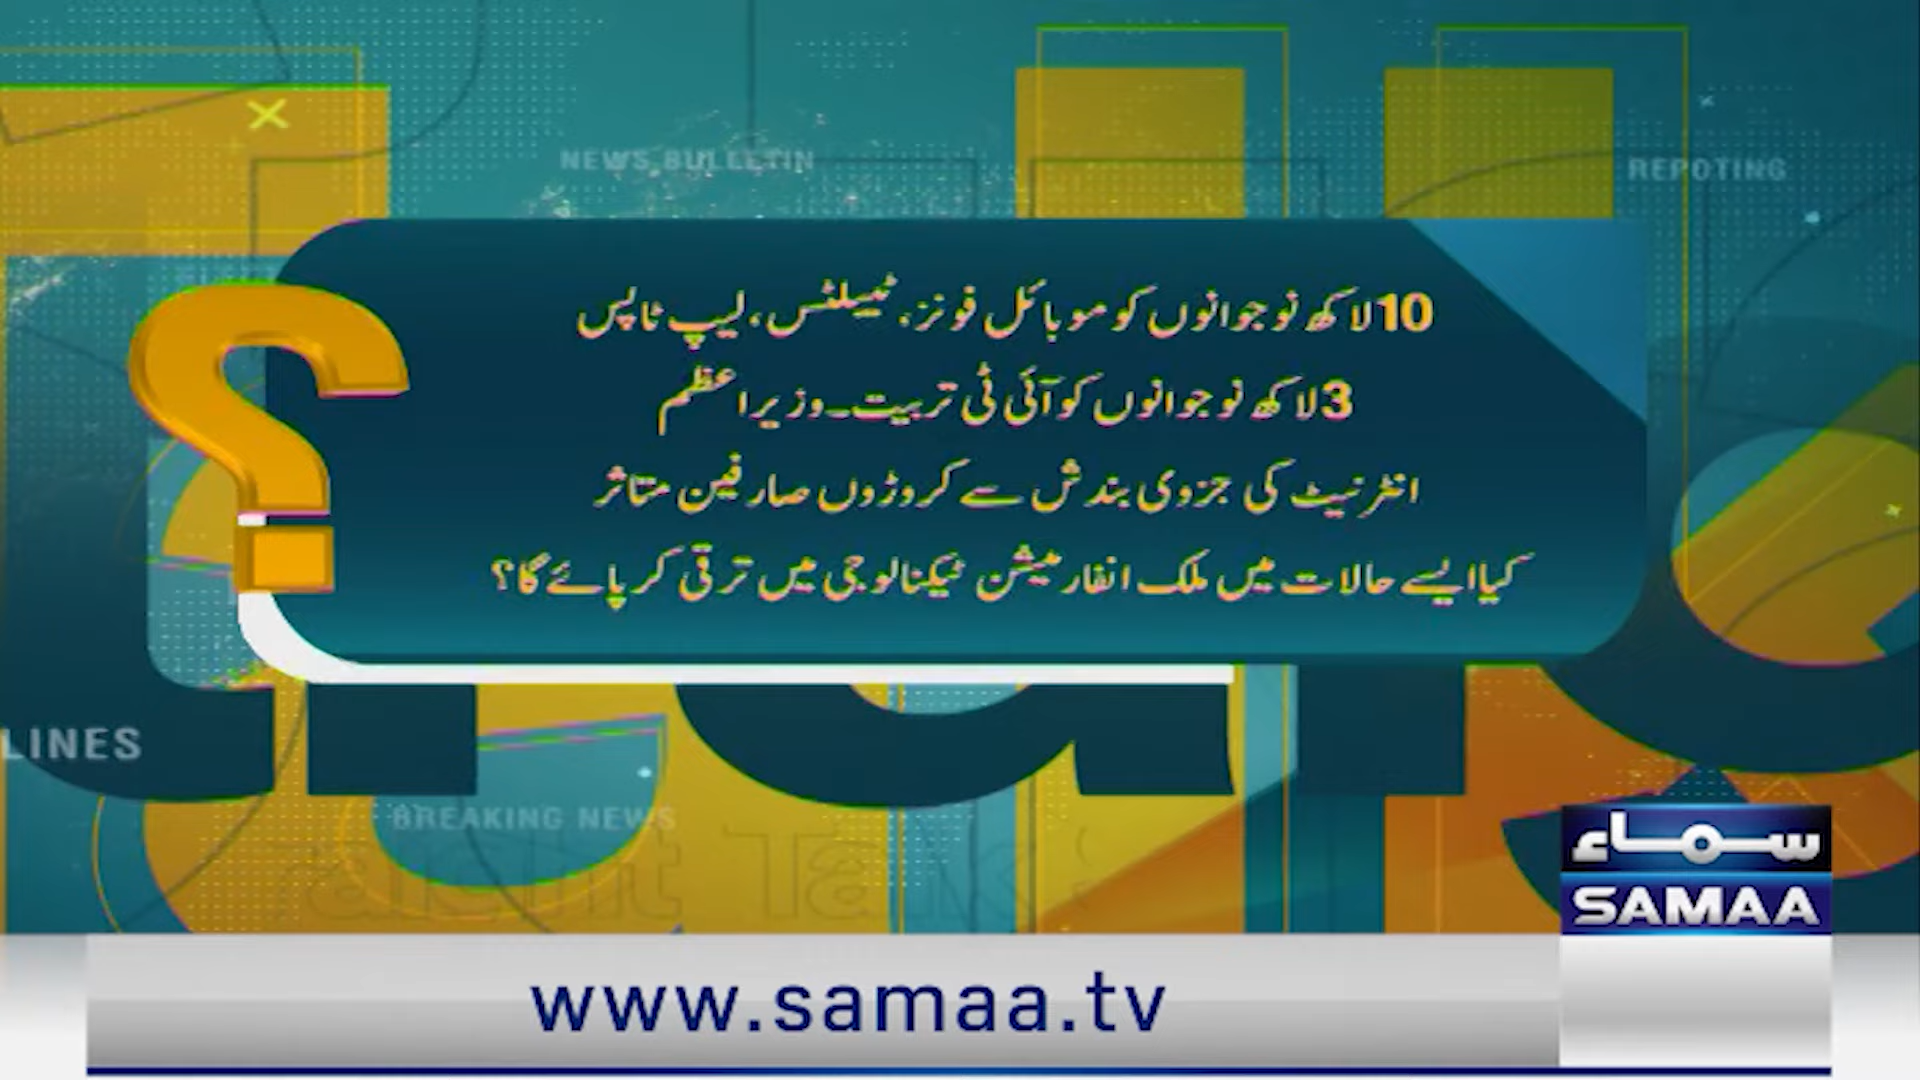 NEWS BULLETIN
REPOTING
10لاکھ نوجوانوں کو موبائل فونز، ٹیبلٹس، لیپ ٹاپس
3لاکھ نوجوانوں کو آئی ٹی تربیت۔ وزیراعظم
انٹرنیٹ کی جزوی بندش سے کروڑوں صارفین متاثر
کیا ایسے حالات میں ملک انفارمیشن ٹیکنالوجی میں ترقی کر پائے گا؟
LINES
BREAKING NEWS
سماء
SAMAA
www.samaa.tv